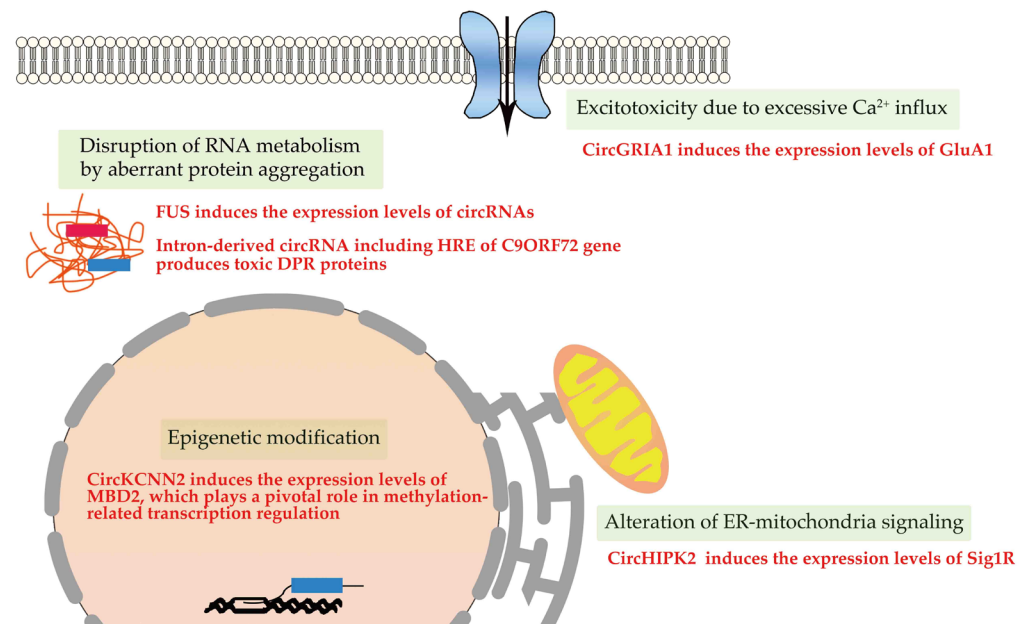 Excitotoxicity due to excessive Ca²⁺ influx
CircGRIA1 induces the expression levels of GluA1
Disruption of RNA metabolism
by aberrant protein aggregation
FUS induces the expression levels of circRNAs
Intron-derived circRNA including HRE of C9ORF72 gene
produces toxic DPR proteins
Epigenetic modification
CircKCNN2 induces the expression levels of
MBD2, which plays a pivotal role in methylation-
related transcription regulation
Alteration of ER-mitochondria signaling
CircHIPK2 induces the expression levels of Sig1R